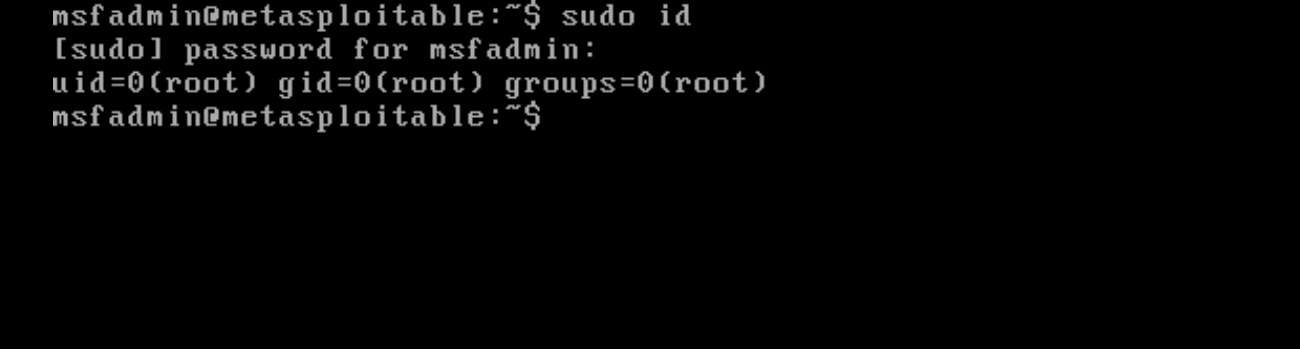 msfadmin@metasploitable:~$ sudo id
[sudo] password for msfadmin:
uid=0(root) gid=0(root) groups=0(root)
msfadmin@metasploitable:~$